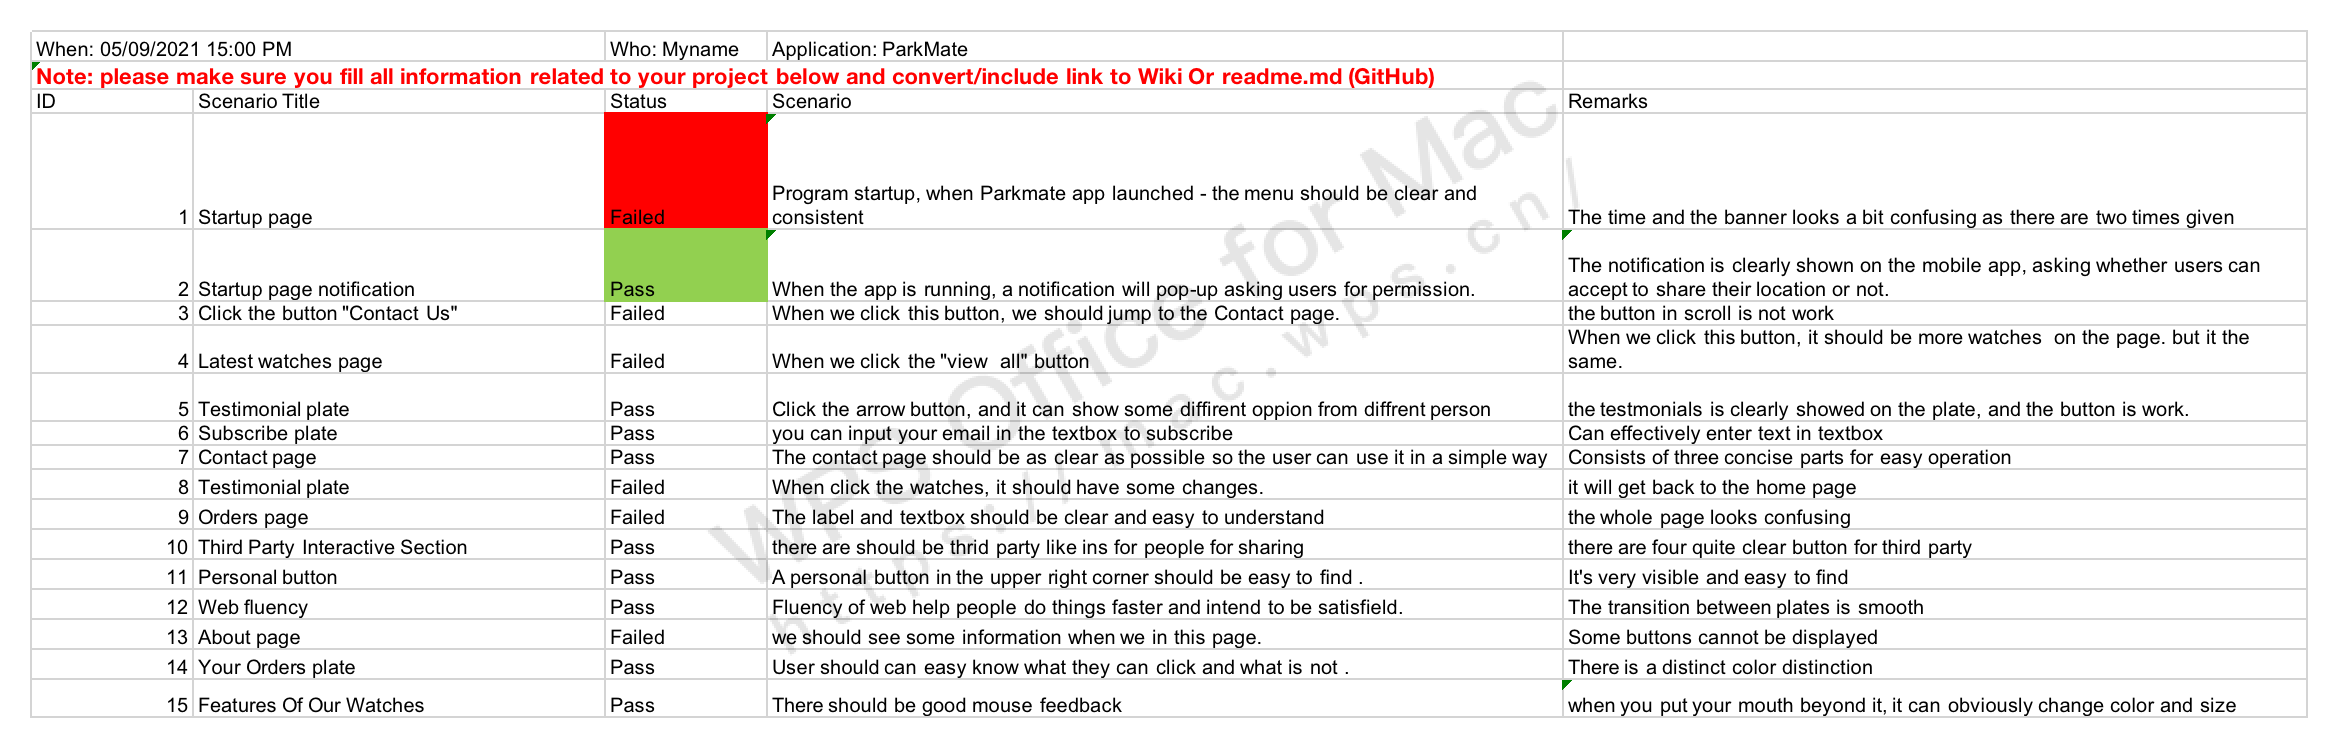 When: 05/09/2021 15:00 PM Who: Myname Application: ParkMate
Note: please make sure you fill all information related to your project below and convert/include link to Wiki Or readme.md (GitHub)
ID Scenario Title Status Scenario Remarks
1 Startup page Failed Program startup, when Parkmate app launched - the menu should be clear and
consistent The time and the banner looks a bit confusing as there are two times given
2 Startup page notification Pass When the app is running, a notification will pop-up asking users for permission. The notification is clearly shown on the mobile app, asking whether users can
accept to share their location or not.
3 Click the button "Contact Us" Failed When we click this button, we should jump to the Contact page. the button in scroll is not work
4 Latest watches page Failed When we click the "view  all" button When we click this button, it should be more watches  on the page. but it the
same.
5 Testimonial plate Pass Click the arrow button, and it can show some diffirent oppion from diffrent person the testmonials is clearly showed on the plate, and the button is work.
6 Subscribe plate Pass you can input your email in the textbox to subscribe Can effectively enter text in textbox
7 Contact page Pass The contact page should be as clear as possible so the user can use it in a simple way Consists of three concise parts for easy operation
8 Testimonial plate Failed When click the watches, it should have some changes. it will get back to the home page
9 Orders page Failed The label and textbox should be clear and easy to understand the whole page looks confusing
10 Third Party Interactive Section Pass there are should be thrid party like ins for people for sharing there are four quite clear button for third party
11 Personal button Pass A personal button in the upper right corner should be easy to find . It's very visible and easy to find
12 Web fluency Pass Fluency of web help people do things faster and intend to be satisfield. The transition between plates is smooth
13 About page Failed we should see some information when we in this page. Some buttons cannot be displayed
14 Your Orders plate Pass User should can easy know what they can click and what is not . There is a distinct color distinction
15 Features Of Our Watches Pass There should be good mouse feedback when you put your mouth beyond it, it can obviously change color and size
WPS Office for Mac
https://mac.wps.cn/